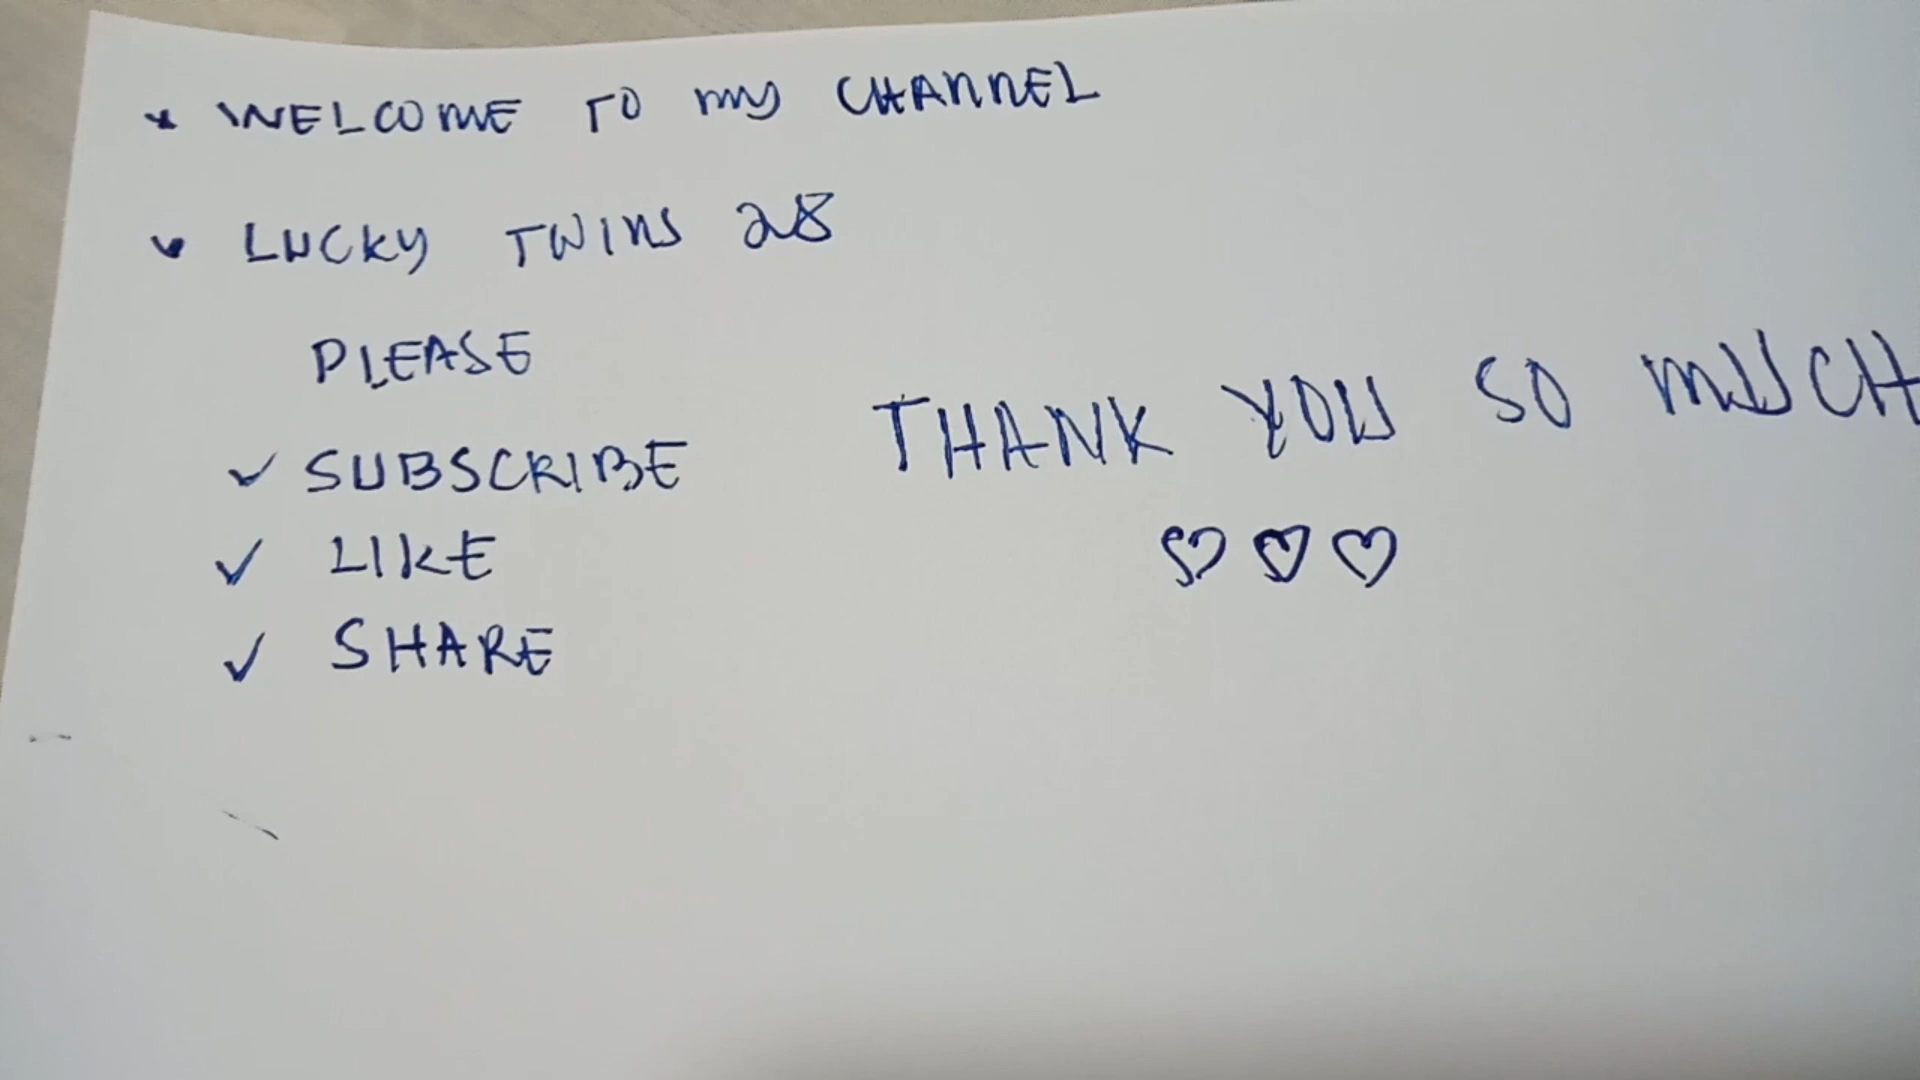 WELCOME TO my CHANNEL
LUCKY TWINS 28
PLEASE
✓ SUBSCRIBE
✓ LIKE
✓ SHARE
THANK YOU SO MUCH
♡♡♡